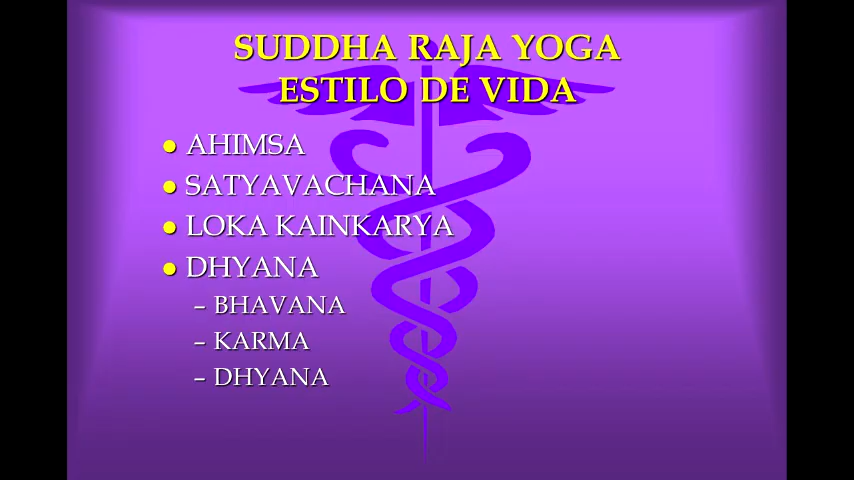 SUDDHA RAJA YOGA
ESTILO DE VIDA
● AHIMSA
● SATYAVACHANA
● LOKA KAINKARYA
● DHYANA
– BHAVANA
– KARMA
– DHYANA